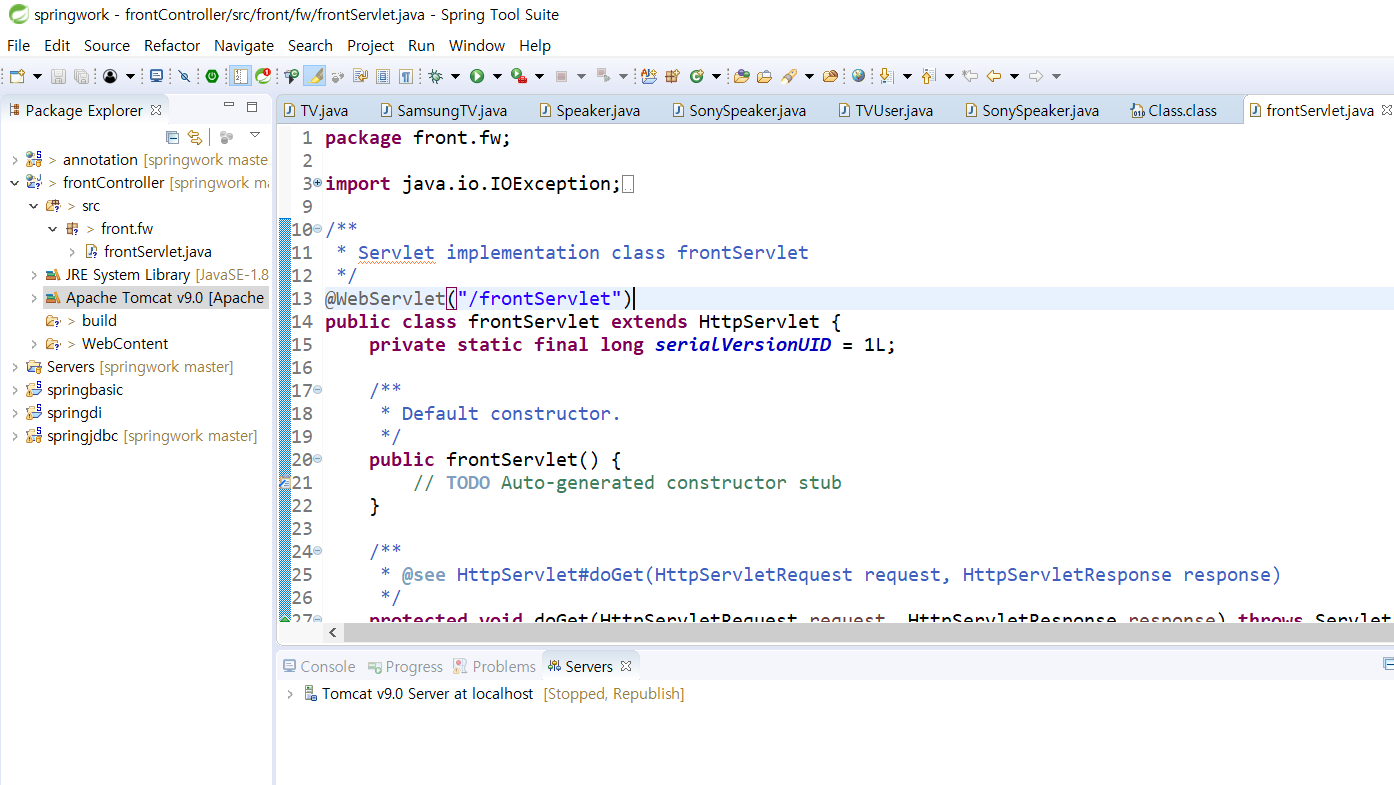 springwork - frontController/src/front/fw/frontServlet.java - Spring Tool Suite
File Edit Source Refactor Navigate Search Project Run Window Help
Package Explorer
annotation [springwork maste
> frontController [springwork ma
> src
> front.fw
frontServlet.java
JRE System Library [JavaSE-1.8
Apache Tomcat v9.0 [Apache
> build
> WebContent
Servers [springwork master]
springbasic
springdi
springjdbc [springwork master]
TV.java SamsungTV.java Speaker.java SonySpeaker.java TVUser.java SonySpeaker.java Class.class frontServlet.java
1 package front.fw;
2
3 import java.io.IOException;
9
10 /**
11 * Servlet implementation class frontServlet
12 */
13 @WebServlet("/frontServlet")
14 public class frontServlet extends HttpServlet {
15 private static final long serialVersionUID = 1L;
16
17 /**
18 * Default constructor.
19 */
20 public frontServlet() {
21 // TODO Auto-generated constructor stub
22 }
23
24 /**
25 * @see HttpServlet#doGet(HttpServletRequest request, HttpServletResponse response)
26 */
27 protected void doGet(HttpServletRequest request, HttpServletResponse response) throws Servlet
Console Progress Problems Servers
Tomcat v9.0 Server at localhost [Stopped, Republish]